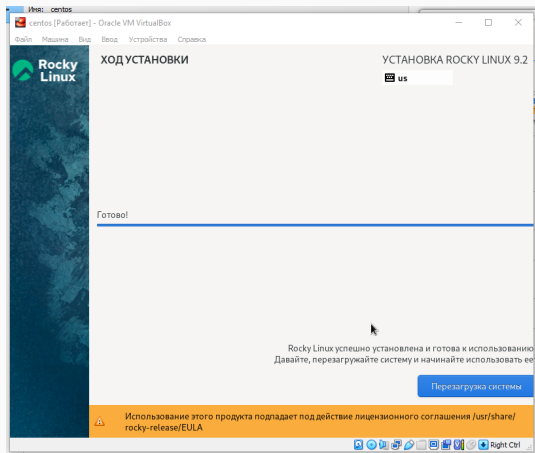 Имя: centos
centos [Работает] - Oracle VM VirtualBox
Файл Машина Вид Ввод Устройства Справка
Rocky
Linux
ХОД УСТАНОВКИ
УСТАНОВКА ROCKY LINUX 9.2
us
Готово!
Rocky Linux успешно установлена и готова к использованию
Давайте, перезагружайте систему и начинайте использовать ее
Перезагрузка системы
Использование этого продукта подпадает под действие лицензионного соглашения /usr/share/
rocky-release/EULA
Right Ctrl